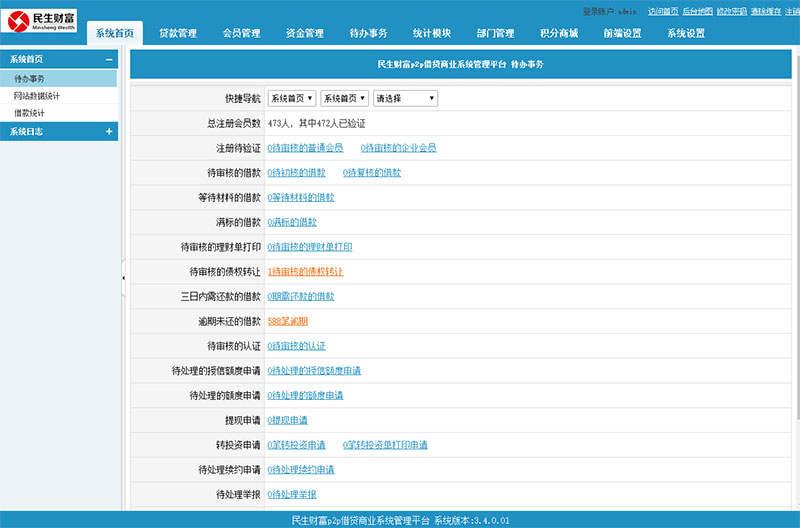 登录账户 admin 访问首页 后台地图 修改密码 清除缓存 注销
民生财富
Minsheng Wealth
系统首页 贷款管理 会员管理 资金管理 待办事务 统计模块 部门管理 积分商城 前端设置 系统设置
系统首页
待办事务
网站数据统计
借款统计
系统日志
民生财富p2p借贷商业系统管理平台 待办事务
快捷导航 系统首页 系统首页 请选择
总注册会员数 473人，其中472人已验证
注册待验证 0待审核的普通会员 0待审核的企业会员
待审核的借款 0待初核的借款 0待复核的借款
等待材料的借款 0等待材料的借款
满标的借款 0满标的借款
待审核的理财单打印 0待审核的理财单打印
待审核的债权转让 1待审核的债权转让
三日内需还款的借款 0期需还款的借款
逾期未还的借款 588笔逾期
待审核的认证 0待审核的认证
待处理的授信额度申请 0待处理的授信额度申请
待处理的额度申请 0待处理的额度申请
提现申请 0提现申请
转投资申请 0笔转投资申请 0笔转投资单打印申请
待处理续约申请 0待处理续约申请
待处理举报 0待处理举报
民生财富p2p借贷商业系统管理平台 系统版本:3.4.0.01